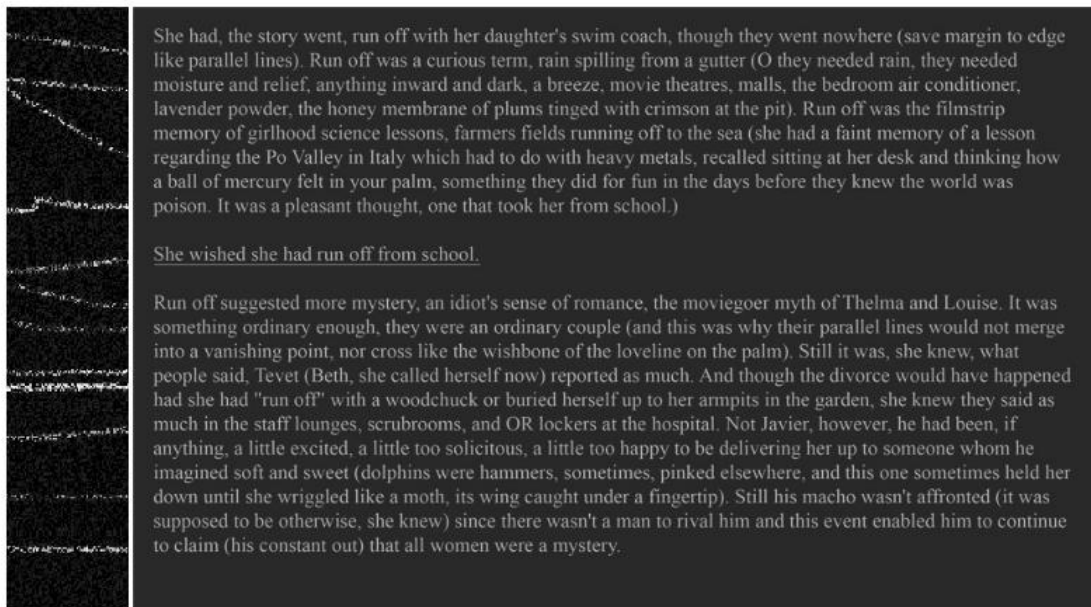 She had, the story went, run off with her daughter's swim coach, though they went nowhere (save margin to edge
like parallel lines). Run off was a curious term, rain spilling from a gutter (O they needed rain, they needed
moisture and relief, anything inward and dark, a breeze, movie theatres, malls, the bedroom air conditioner,
lavender powder, the honey membrane of plums tinged with crimson at the pit). Run off was the filmstrip
memory of girlhood science lessons, farmers fields running off to the sea (she had a faint memory of a lesson
regarding the Po Valley in Italy which had to do with heavy metals, recalled sitting at her desk and thinking how
a ball of mercury felt in your palm, something they did for fun in the days before they knew the world was
poison. It was a pleasant thought, one that took her from school.)
She wished she had run off from school.
Run off suggested more mystery, an idiot's sense of romance, the moviegoer myth of Thelma and Louise. It was
something ordinary enough, they were an ordinary couple (and this was why their parallel lines would not merge
into a vanishing point, nor cross like the wishbone of the loveline on the palm). Still it was, she knew, what
people said, Tevet (Beth, she called herself now) reported as much. And though the divorce would have happened
had she had "run off" with a woodchuck or buried herself up to her armpits in the garden, she knew they said as
much in the staff lounges, scrubrooms, and OR lockers at the hospital. Not Javier, however, he had been, if
anything, a little excited, a little too solicitous, a little too happy to be delivering her up to someone whom he
imagined soft and sweet (dolphins were hammers, sometimes, pinked elsewhere, and this one sometimes held her
down until she wriggled like a moth, its wing caught under a fingertip). Still his macho wasn't affronted (it was
supposed to be otherwise, she knew) since there wasn't a man to rival him and this event enabled him to continue
to claim (his constant out) that all women were a mystery.